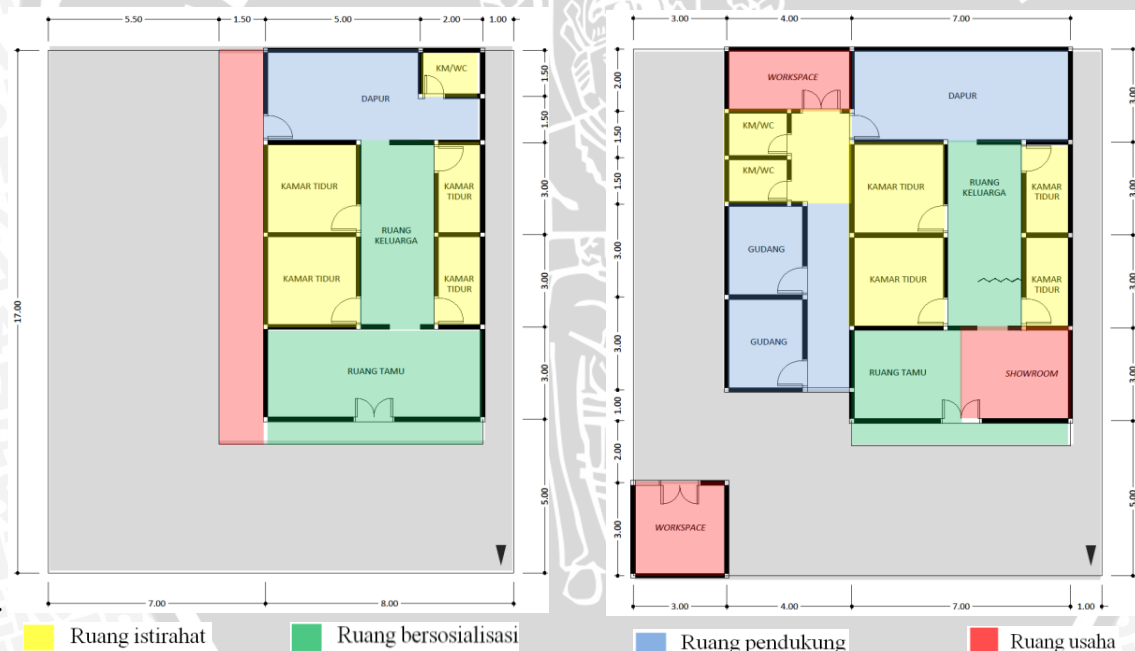 5.50 1.50 5.00 2.00 1.00
KM/WC
DAPUR
KAMAR TIDUR
KAMAR
TIDUR
RUANG
KELUARGA
KAMAR TIDUR
KAMAR
TIDUR
RUANG TAMU
17.00
1.50
1.50
3.00
3.00
3.00
5.00
7.00 8.00
3.00 4.00 7.00
WORKSPACE
DAPUR
KM/WC
KM/WC
KAMAR TIDUR
RUANG
KELUARGA
KAMAR
TIDUR
GUDANG
KAMAR TIDUR
KAMAR
TIDUR
GUDANG
RUANG TAMU
SHOWROOM
WORKSPACE
2.00
1.50
1.50
3.00
3.00
1.00
2.00
3.00
3.00
3.00
3.00
3.00
5.00
3.00 4.00 7.00 1.00
Ruang istirahat
Ruang bersosialisasi
Ruang pendukung
Ruang usaha